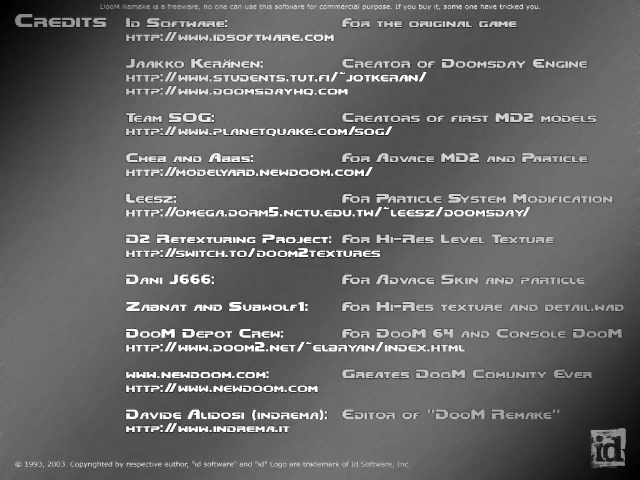 DooM Remake is a freeware, no one can use this software for commercial purpose. If you buy it, some one have tricked you.
Credits Id Software: For the original game
http://www.idsoftware.com
Jaakko Keränen: Creator of Doomsday Engine
http://www.students.tut.fi/~jotkeran/
http://www.doomsdayhq.com
Team SOG: Creators of first MD2 models
http://www.planetquake.com/sog/
Cheb and Abbs: For Advace MD2 and Particle
http://modelyard.newdoom.com/
Leesz: For Particle System Modification
http://omega.dorm5.nctu.edu.tw/~leesz/doomsday/
D2 Retexturing Project: For Hi-Res Level Texture
http://switch.to/doom2textures
Dani J666: For Advace Skin and particle
Zabnat and Subwolf1: For Hi-Res texture and detail.wad
DooM Depot Crew: For DooM 64 and Console DooM
http://www.doom2.net/~elbryan/index.html
www.newdoom.com: Greates DooM Comunity Ever
http://www.newdoom.com
Davide Alidosi (indrema): Editor of "DooM Remake"
http://www.indrema.it
id
© 1993, 2003. Copyrighted by respective author, "id software" and "id" Logo are trademark of Id Software, Inc.